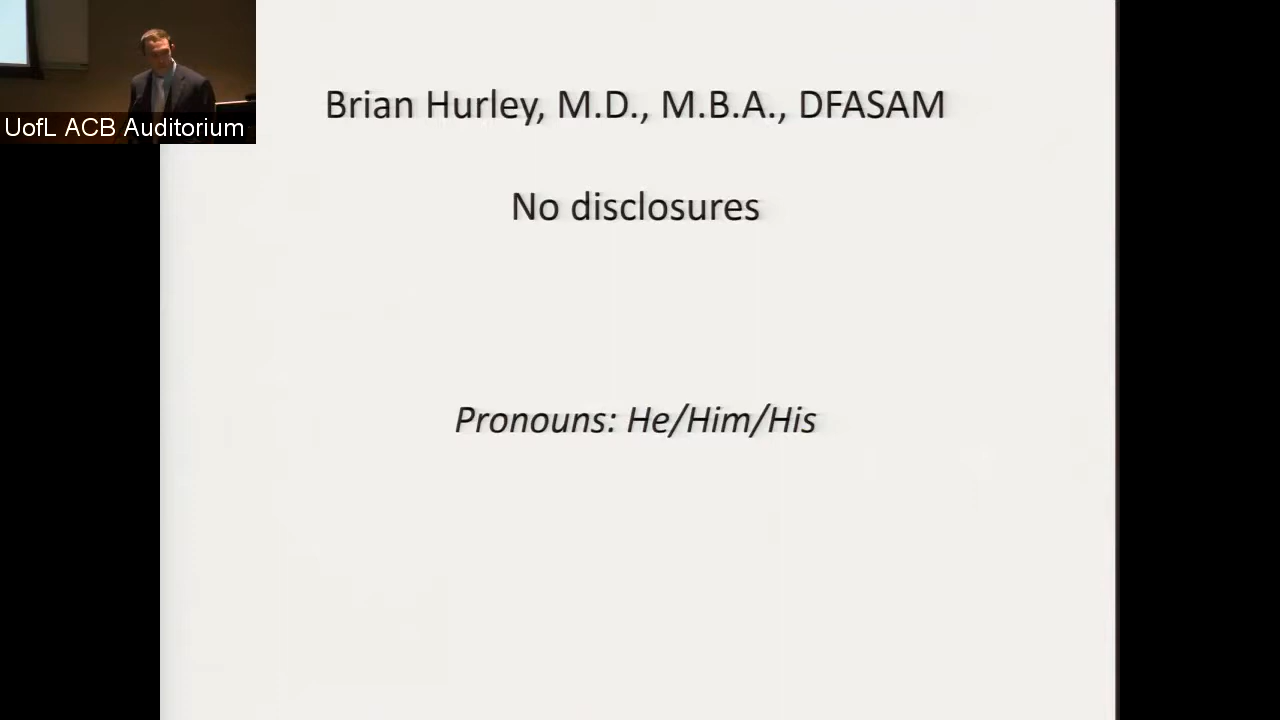 UofL ACB Auditorium
Brian Hurley, M.D., M.B.A., DFASAM
No disclosures
Pronouns: He/Him/His